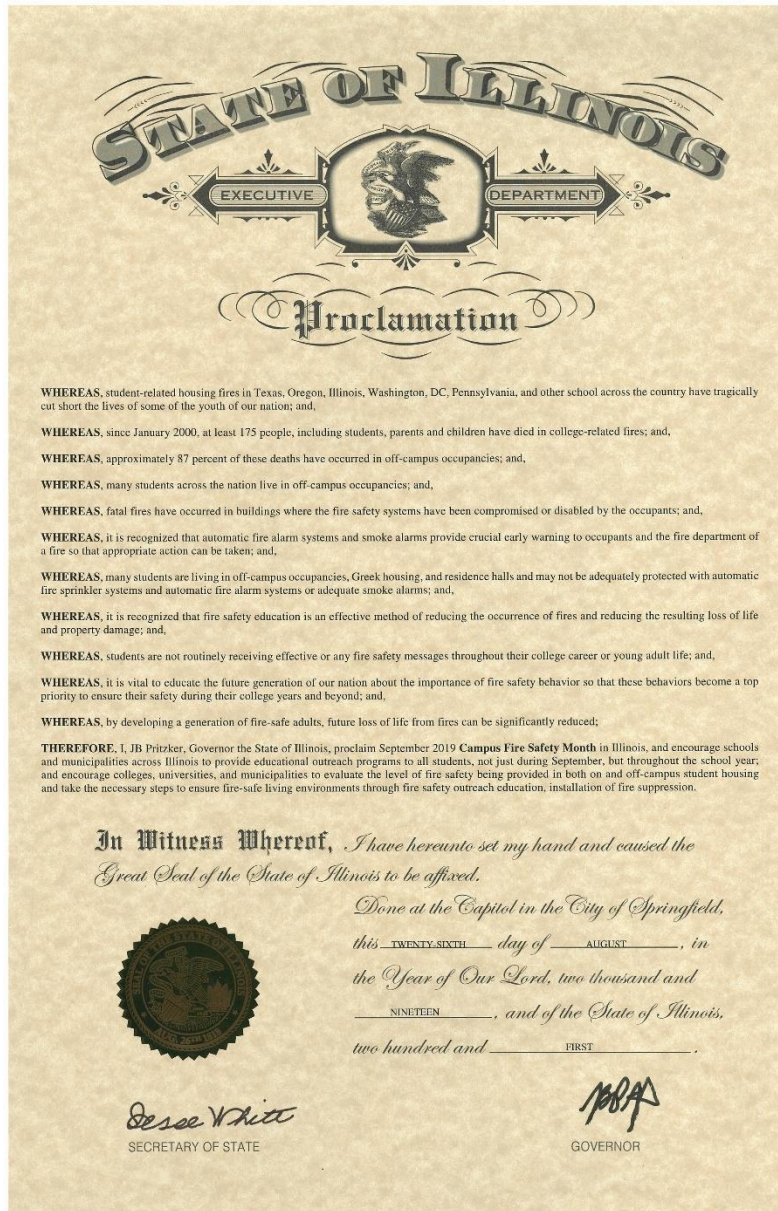 STATE OF ILLINOIS
EXECUTIVE DEPARTMENT
Proclamation
WHEREAS, student-related housing fires in Texas, Oregon, Illinois, Washington, DC, Pennsylvania, and other school across the country have tragically
cut short the lives of some of the youth of our nation; and,
WHEREAS, since January 2000, at least 175 people, including students, parents and children have died in college-related fires; and,
WHEREAS, approximately 87 percent of these deaths have occurred in off-campus occupancies; and,
WHEREAS, many students across the nation live in off-campus occupancies; and,
WHEREAS, fatal fires have occurred in buildings where the fire safety systems have been compromised or disabled by the occupants; and,
WHEREAS, it is recognized that automatic fire alarm systems and smoke alarms provide crucial early warning to occupants and the fire department of
a fire so that appropriate action can be taken; and,
WHEREAS, many students are living in off-campus occupancies, Greek housing, and residence halls and may not be adequately protected with automatic
fire sprinkler systems and automatic fire alarm systems or adequate smoke alarms; and,
WHEREAS, it is recognized that fire safety education is an effective method of reducing the occurrence of fires and reducing the resulting loss of life
and property damage; and,
WHEREAS, students are not routinely receiving effective or any fire safety messages throughout their college career or young adult life; and,
WHEREAS, it is vital to educate the future generation of our nation about the importance of fire safety behavior so that these behaviors become a top
priority to ensure their safety during their college years and beyond; and,
WHEREAS, by developing a generation of fire-safe adults, future loss of life from fires can be significantly reduced;
THEREFORE, I, JB Pritzker, Governor the State of Illinois, proclaim September 2019 Campus Fire Safety Month in Illinois, and encourage schools
and municipalities across Illinois to provide educational outreach programs to all students, not just during September, but throughout the school year;
and encourage colleges, universities, and municipalities to evaluate the level of fire safety being provided in both on and off-campus student housing
and take the necessary steps to ensure fire-safe living environments through fire safety outreach education, installation of fire suppression.
In Witness Whereof, I have hereunto set my hand and caused the
Great Seal of the State of Illinois to be affixed.
Done at the Capitol in the City of Springfield,
this TWENTY-SIXTH day of AUGUST, in
the Year of Our Lord, two thousand and
NINETEEN, and of the State of Illinois,
two hundred and FIRST.
SEAL OF THE STATE OF ILLINOIS
AUG. 26TH 1818
Jesse White
SECRETARY OF STATE
GOVERNOR